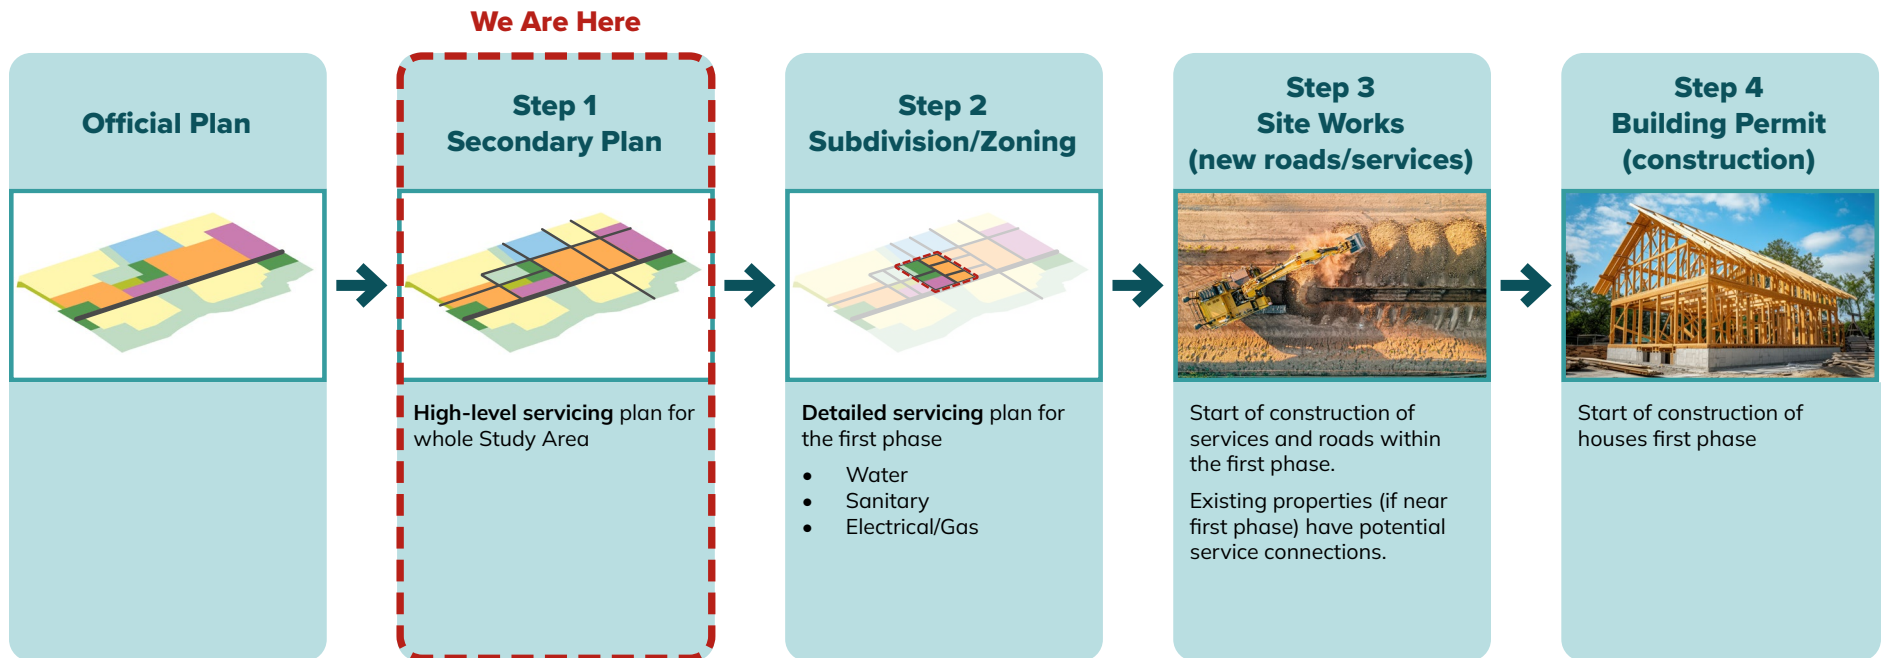 We Are Here
Official Plan
Step 1
Secondary Plan
High-level servicing plan for
whole Study Area
Step 2
Subdivision/Zoning
Detailed servicing plan for
the first phase
• Water
• Sanitary
• Electrical/Gas
Step 3
Site Works
(new roads/services)
Start of construction of
services and roads within
the first phase.
Existing properties (if near
first phase) have potential
service connections.
Step 4
Building Permit
(construction)
Start of construction of
houses first phase